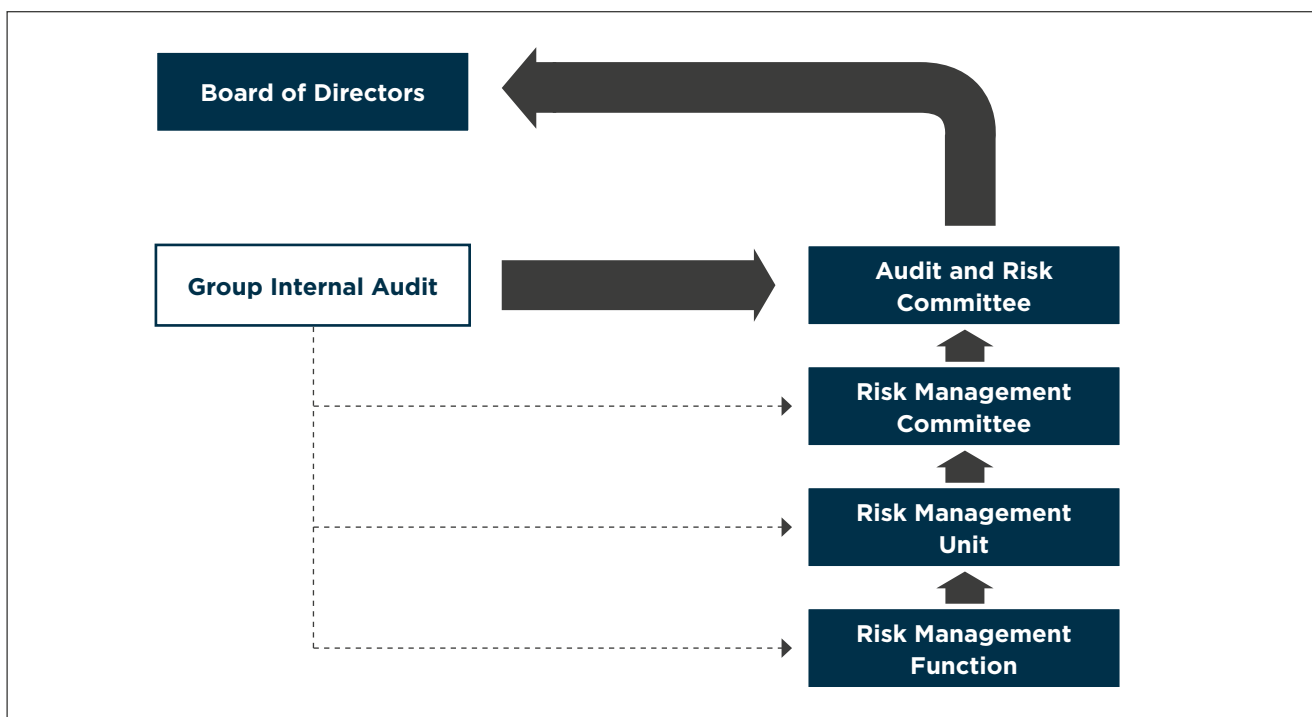 Board of Directors
Group Internal Audit
Audit and Risk
Committee
Risk Management
Committee
Risk Management
Unit
Risk Management
Function